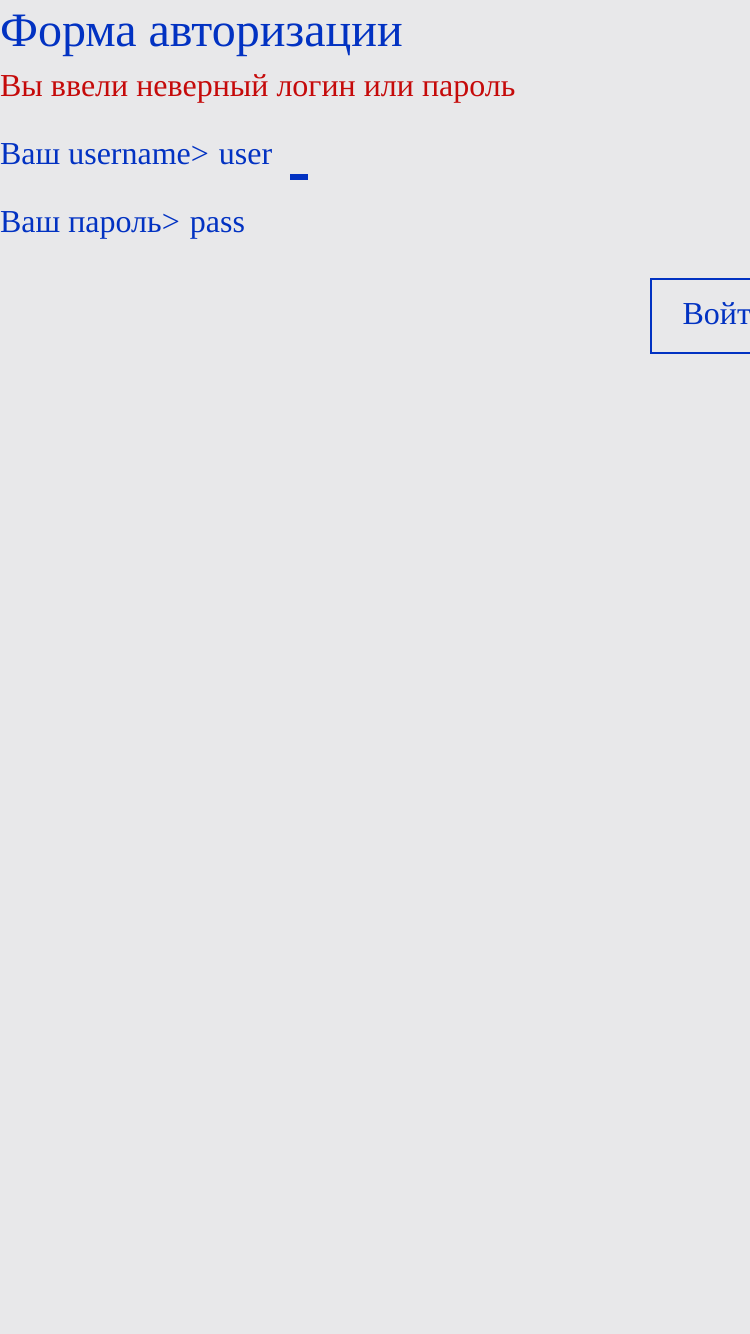 Форма авторизации
Вы ввели неверный логин или пароль
Ваш username> user
Ваш пароль> pass
Войт